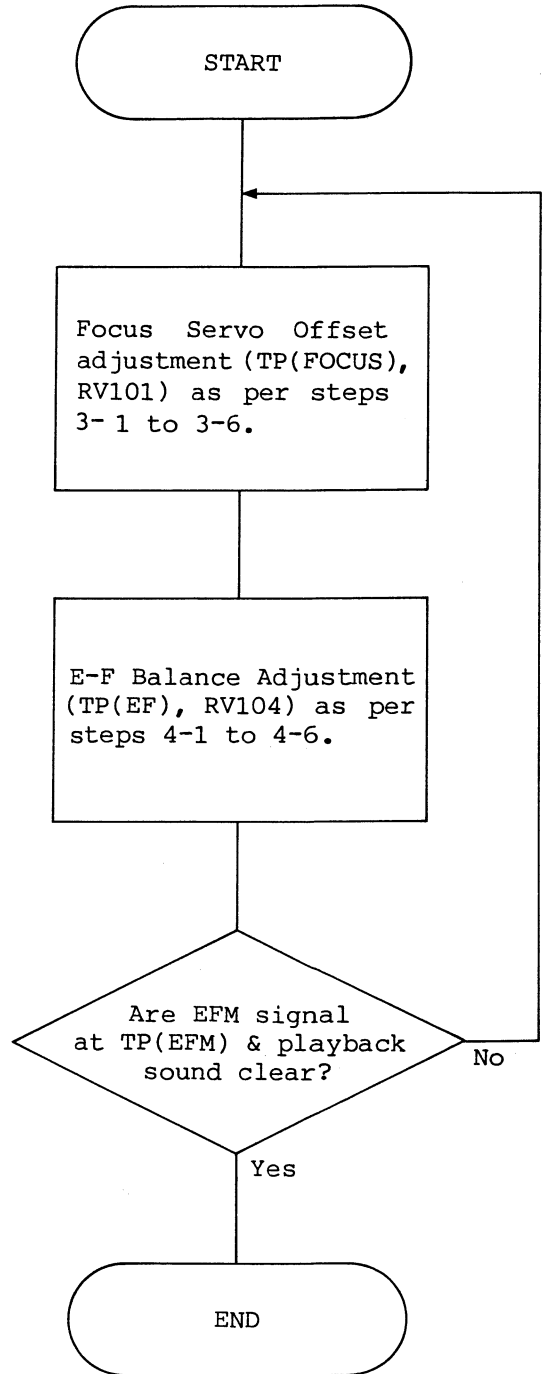 START
Focus Servo Offset
adjustment (TP(FOCUS),
RV101) as per steps
3- 1 to 3-6.
E-F Balance Adjustment
(TP(EF), RV104) as per
steps 4-1 to 4-6.
Are EFM signal
at TP(EFM) & playback
sound clear?
No
Yes
END